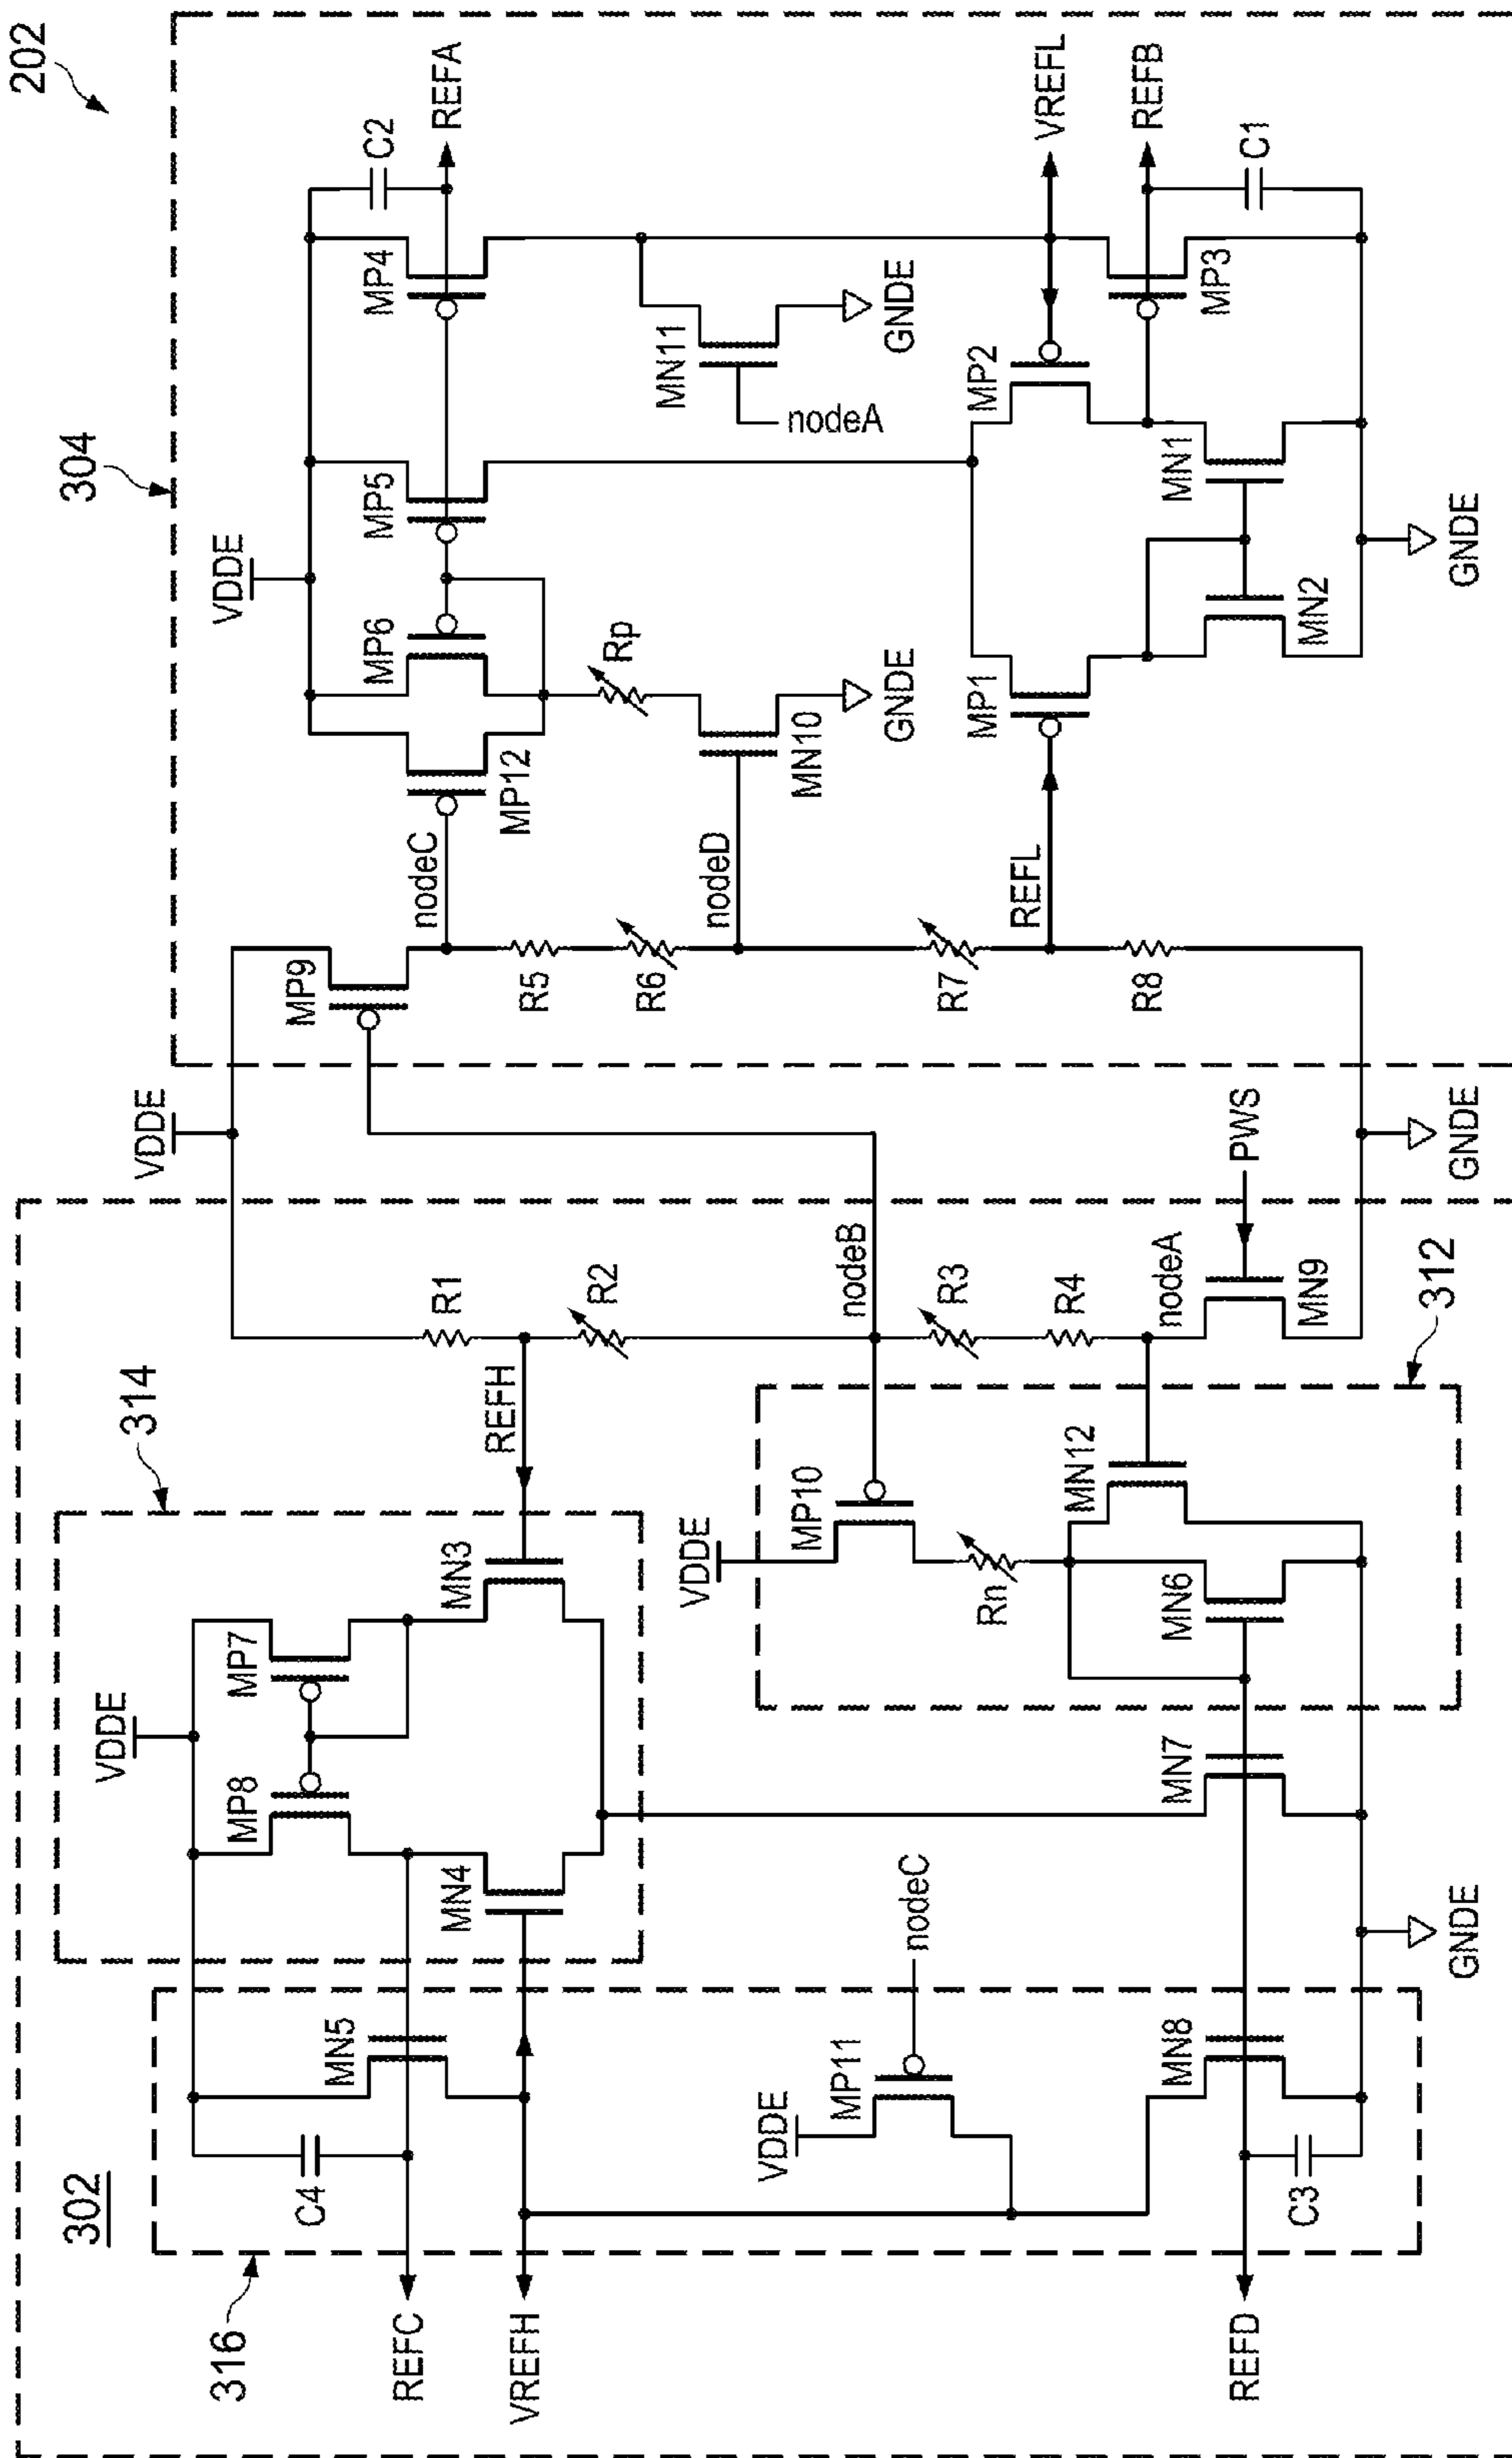 202
304
VDDE
C2
REFA
MP4
MP5
MP6
MP12
Rp
MN10
GNDE
MN11
nodeA
GNDE
VREFL
REFB
C1
MP3
MP2
MN1
MP1
MN2
GNDE
nodeC
nodeD
REFL
MP9
R5
R6
R7
R8
VDDE
GNDE
PWS
nodeB
nodeA
R1
R2
R3
R4
MN9
312
314
REFH
VDDE
MP7
MP8
MN3
MN4
VDDE
MP10
Rn
MN12
MN6
MN7
GNDE
nodeC
302
316
MN5
C4
VDDE
MP11
MN8
C3
REFC
VREFH
REFD